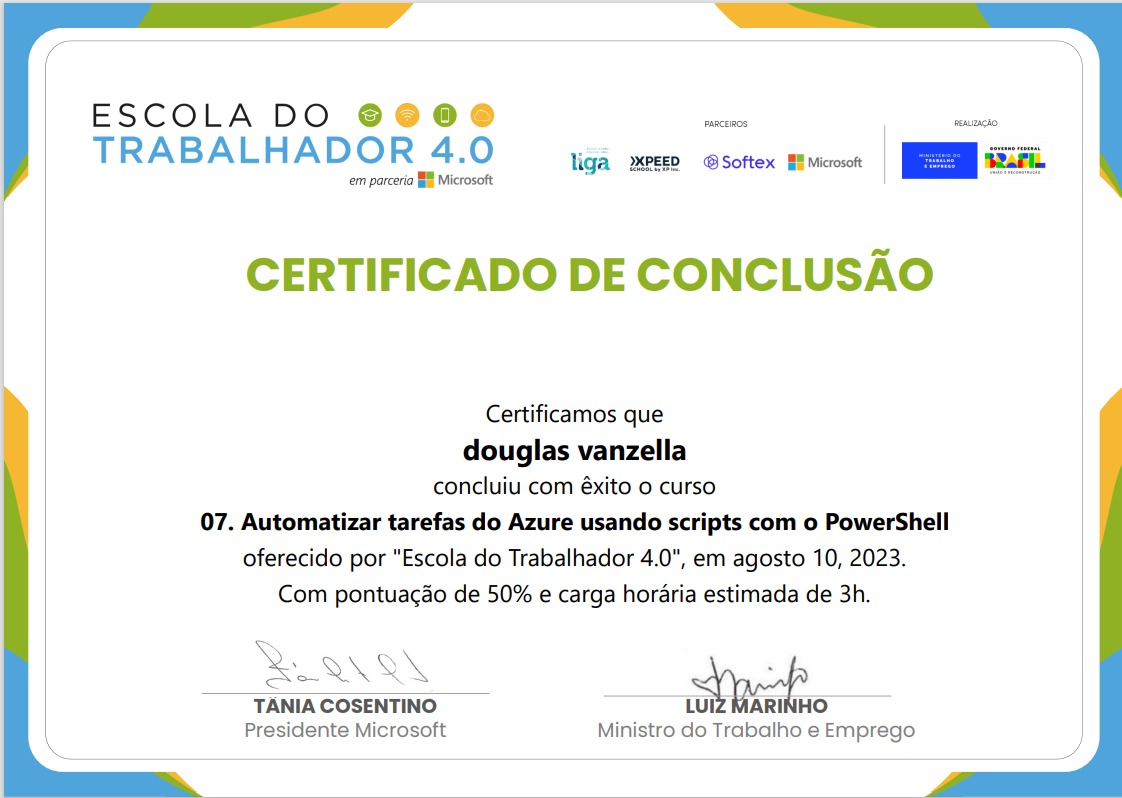 ESCOLA DO
TRABALHADOR 4.0
em parceria Microsoft
PARCEIROS
liga
XPEED
SCHOOL by XP Inc.
Softex
Microsoft
REALIZAÇÃO
MINISTÉRIO DO
TRABALHO
E EMPREGO
GOVERNO FEDERAL
BRASIL
UNIÃO E RECONSTRUÇÃO
CERTIFICADO DE CONCLUSÃO
Certificamos que
douglas vanzella
concluiu com êxito o curso
07. Automatizar tarefas do Azure usando scripts com o PowerShell
oferecido por "Escola do Trabalhador 4.0", em agosto 10, 2023.
Com pontuação de 50% e carga horária estimada de 3h.
TÂNIA COSENTINO
Presidente Microsoft
LUIZ MARINHO
Ministro do Trabalho e Emprego